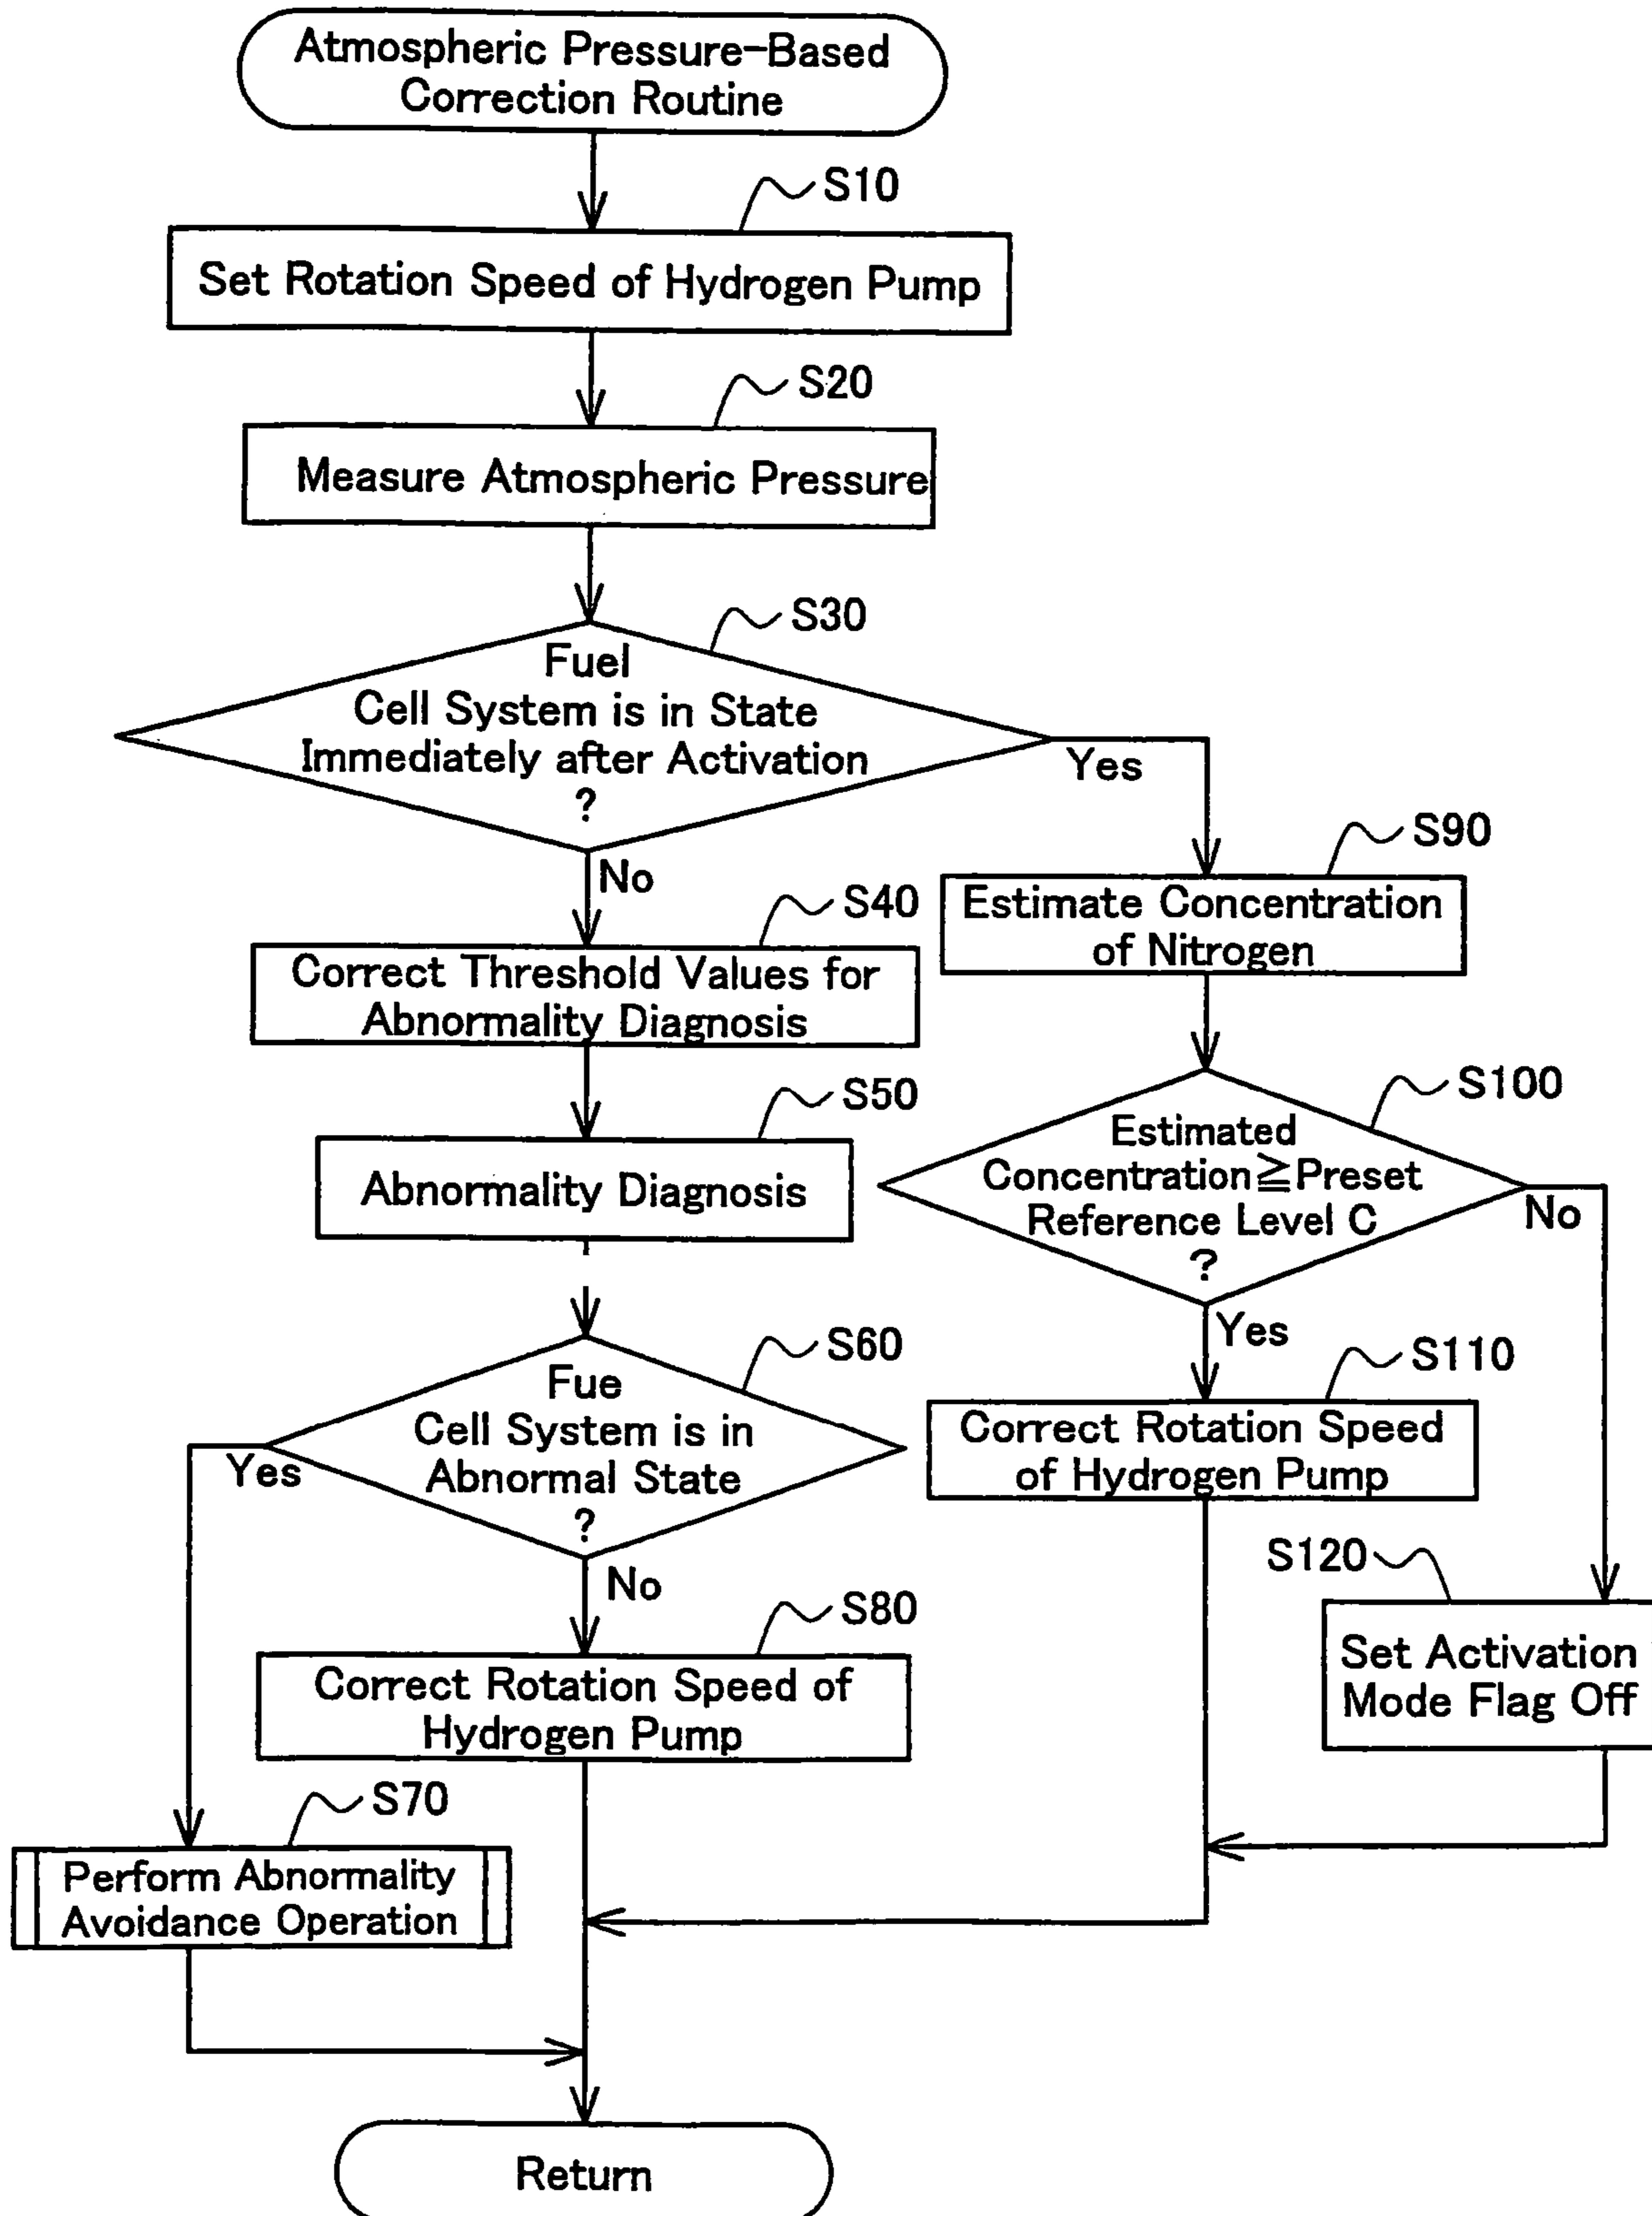 Atmospheric Pressure-Based
Correction Routine
S10
Set Rotation Speed of Hydrogen Pump
S20
Measure Atmospheric Pressure
S30
Fuel
Cell System is in State
Immediately after Activation
?
Yes
No
S40
Correct Threshold Values for
Abnormality Diagnosis
S50
Abnormality Diagnosis
S60
Fue
Cell System is in
Abnormal State
?
Yes
No
S80
Correct Rotation Speed of
Hydrogen Pump
S70
Perform Abnormality
Avoidance Operation
S90
Estimate Concentration
of Nitrogen
S100
Estimated
Concentration≧Preset
Reference Level C
?
No
Yes
S110
Correct Rotation Speed
of Hydrogen Pump
S120
Set Activation
Mode Flag Off
Return